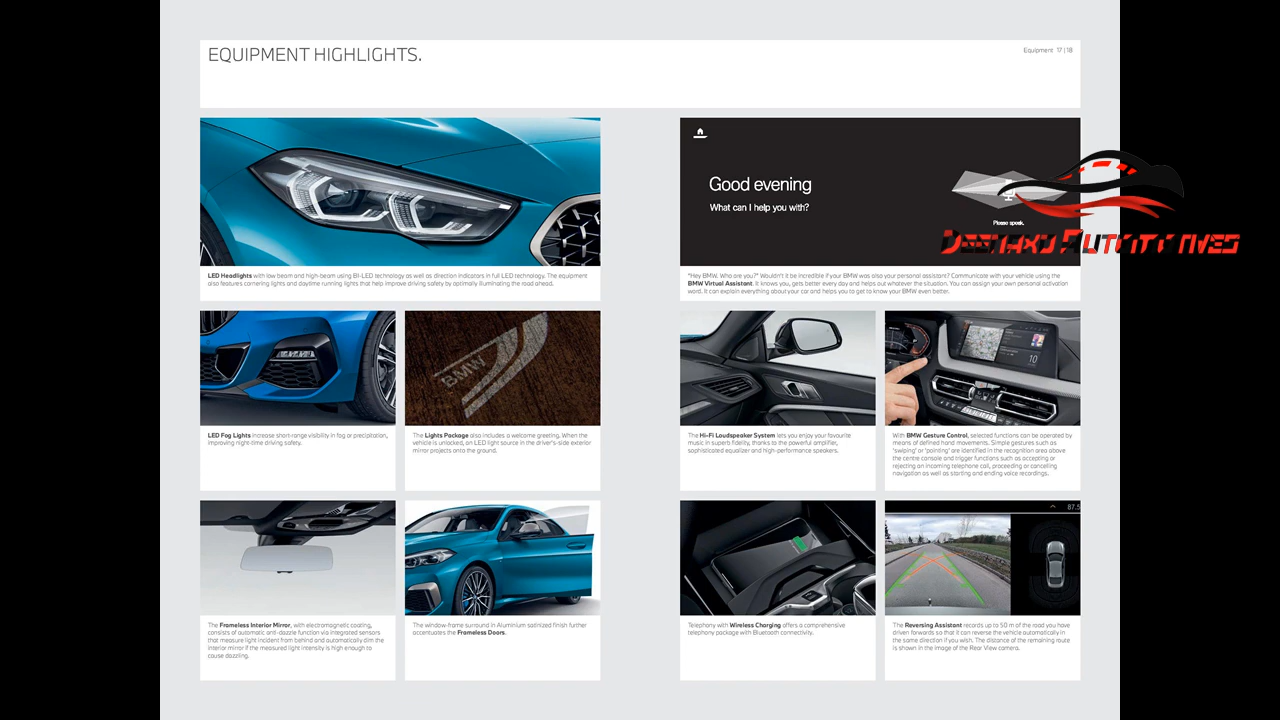 EQUIPMENT HIGHLIGHTS.
Equipment 17 | 18
LED Headlights with low beam and high-beam using BI-LED technology as well as direction indicators in full LED technology. The equipment
also features cornering lights and daytime running lights that help improve driving safety by optimally illuminating the road ahead.
Good evening
What can I help you with?
Please speak.
"Hey BMW. Who are you?" Wouldn't it be incredible if your BMW was also your personal assistant? Communicate with your vehicle using the
BMW Virtual Assistant. It knows you, gets better every day and helps out whatever the situation. You can assign your own personal activation
word. It can explain everything about your car and helps you to get to know your BMW even better.
LED Fog Lights increase short-range visibility in fog or precipitation,
improving night-time driving safety.
BMW
The Lights Package also includes a welcome greeting. When the
vehicle is unlocked, an LED light source in the driver's-side exterior
mirror projects onto the ground.
The Hi-Fi Loudspeaker System lets you enjoy your favourite
music in superb fidelity, thanks to the powerful amplifier,
sophisticated equalizer and high-performance speakers.
With BMW Gesture Control, selected functions can be operated by
means of defined hand movements. Simple gestures such as
'swiping' or 'pointing' are identified in the recognition area above
the centre console and trigger functions such as accepting or
rejecting an incoming telephone call, proceeding or cancelling
navigation as well as starting and ending voice recordings.
The Frameless Interior Mirror, with electromagnetic coating,
consists of automatic anti-dazzle function via integrated sensors
that measure light incident from behind and automatically dim the
interior mirror if the measured light intensity is high enough to
cause dazzling.
The window-frame surround in Aluminium satinized finish further
accentuates the Frameless Doors.
Telephony with Wireless Charging offers a comprehensive
telephony package with Bluetooth connectivity.
87.5
The Reversing Assistant records up to 50 m of the road you have
driven forwards so that it can reverse the vehicle automatically in
the same direction if you wish. The distance of the remaining route
is shown in the image of the Rear View camera.